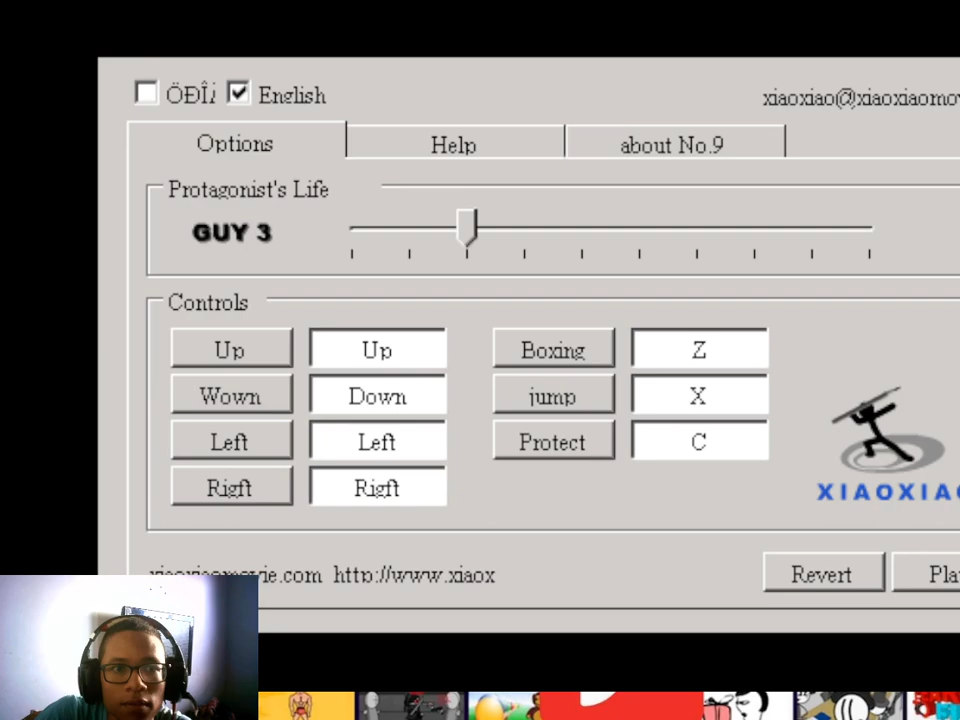 ÖÐÎÄ English
xiaoxiao@xiaoxiaomov
Options Help about No.9
Protagonist's Life
GUY 3
Controls
Up Up Boxing Z
Wown Down jump X
Left Left Protect C
Rigft Rigft
XIAOXIAO
xiaoxiaomovie.com http://www.xiaox
Revert Pla